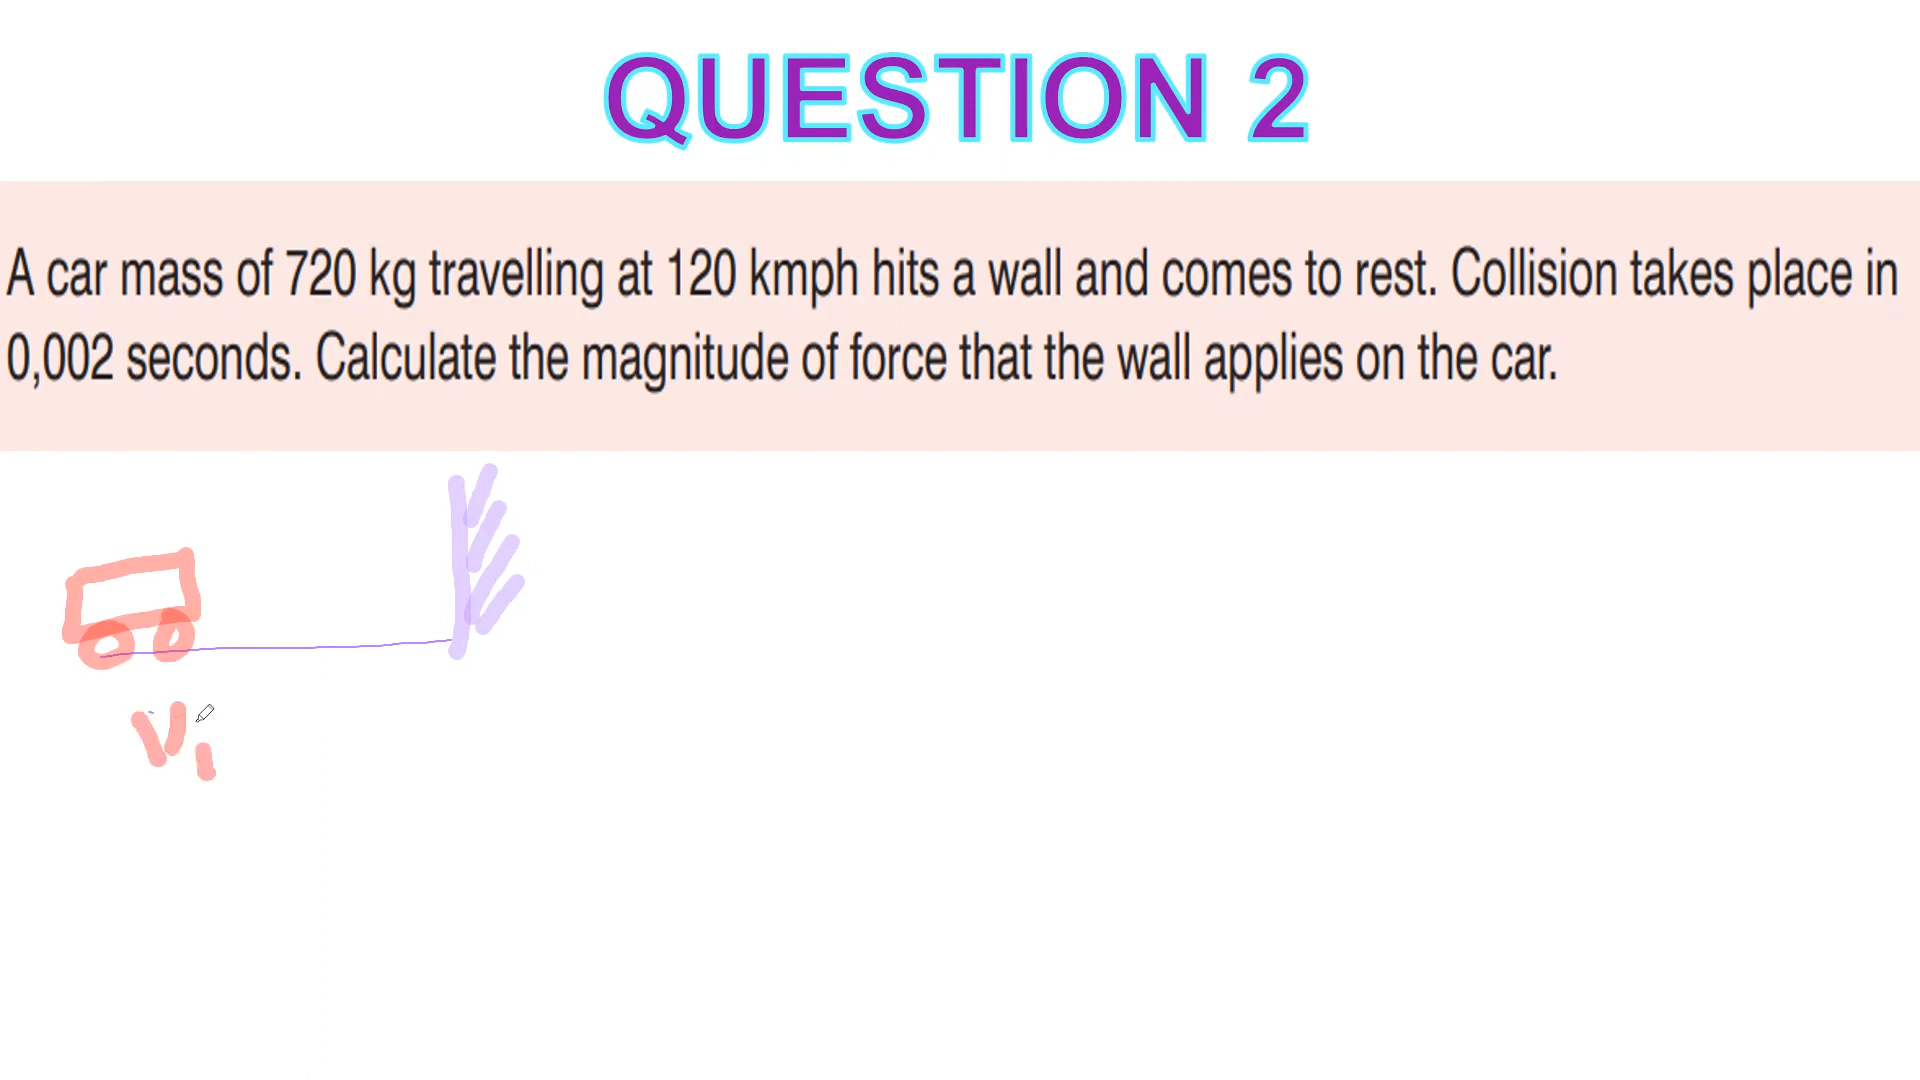 QUESTION 2
A car mass of 720 kg travelling at 120 kmph hits a wall and comes to rest. Collision takes place in
0,002 seconds. Calculate the magnitude of force that the wall applies on the car.
V1